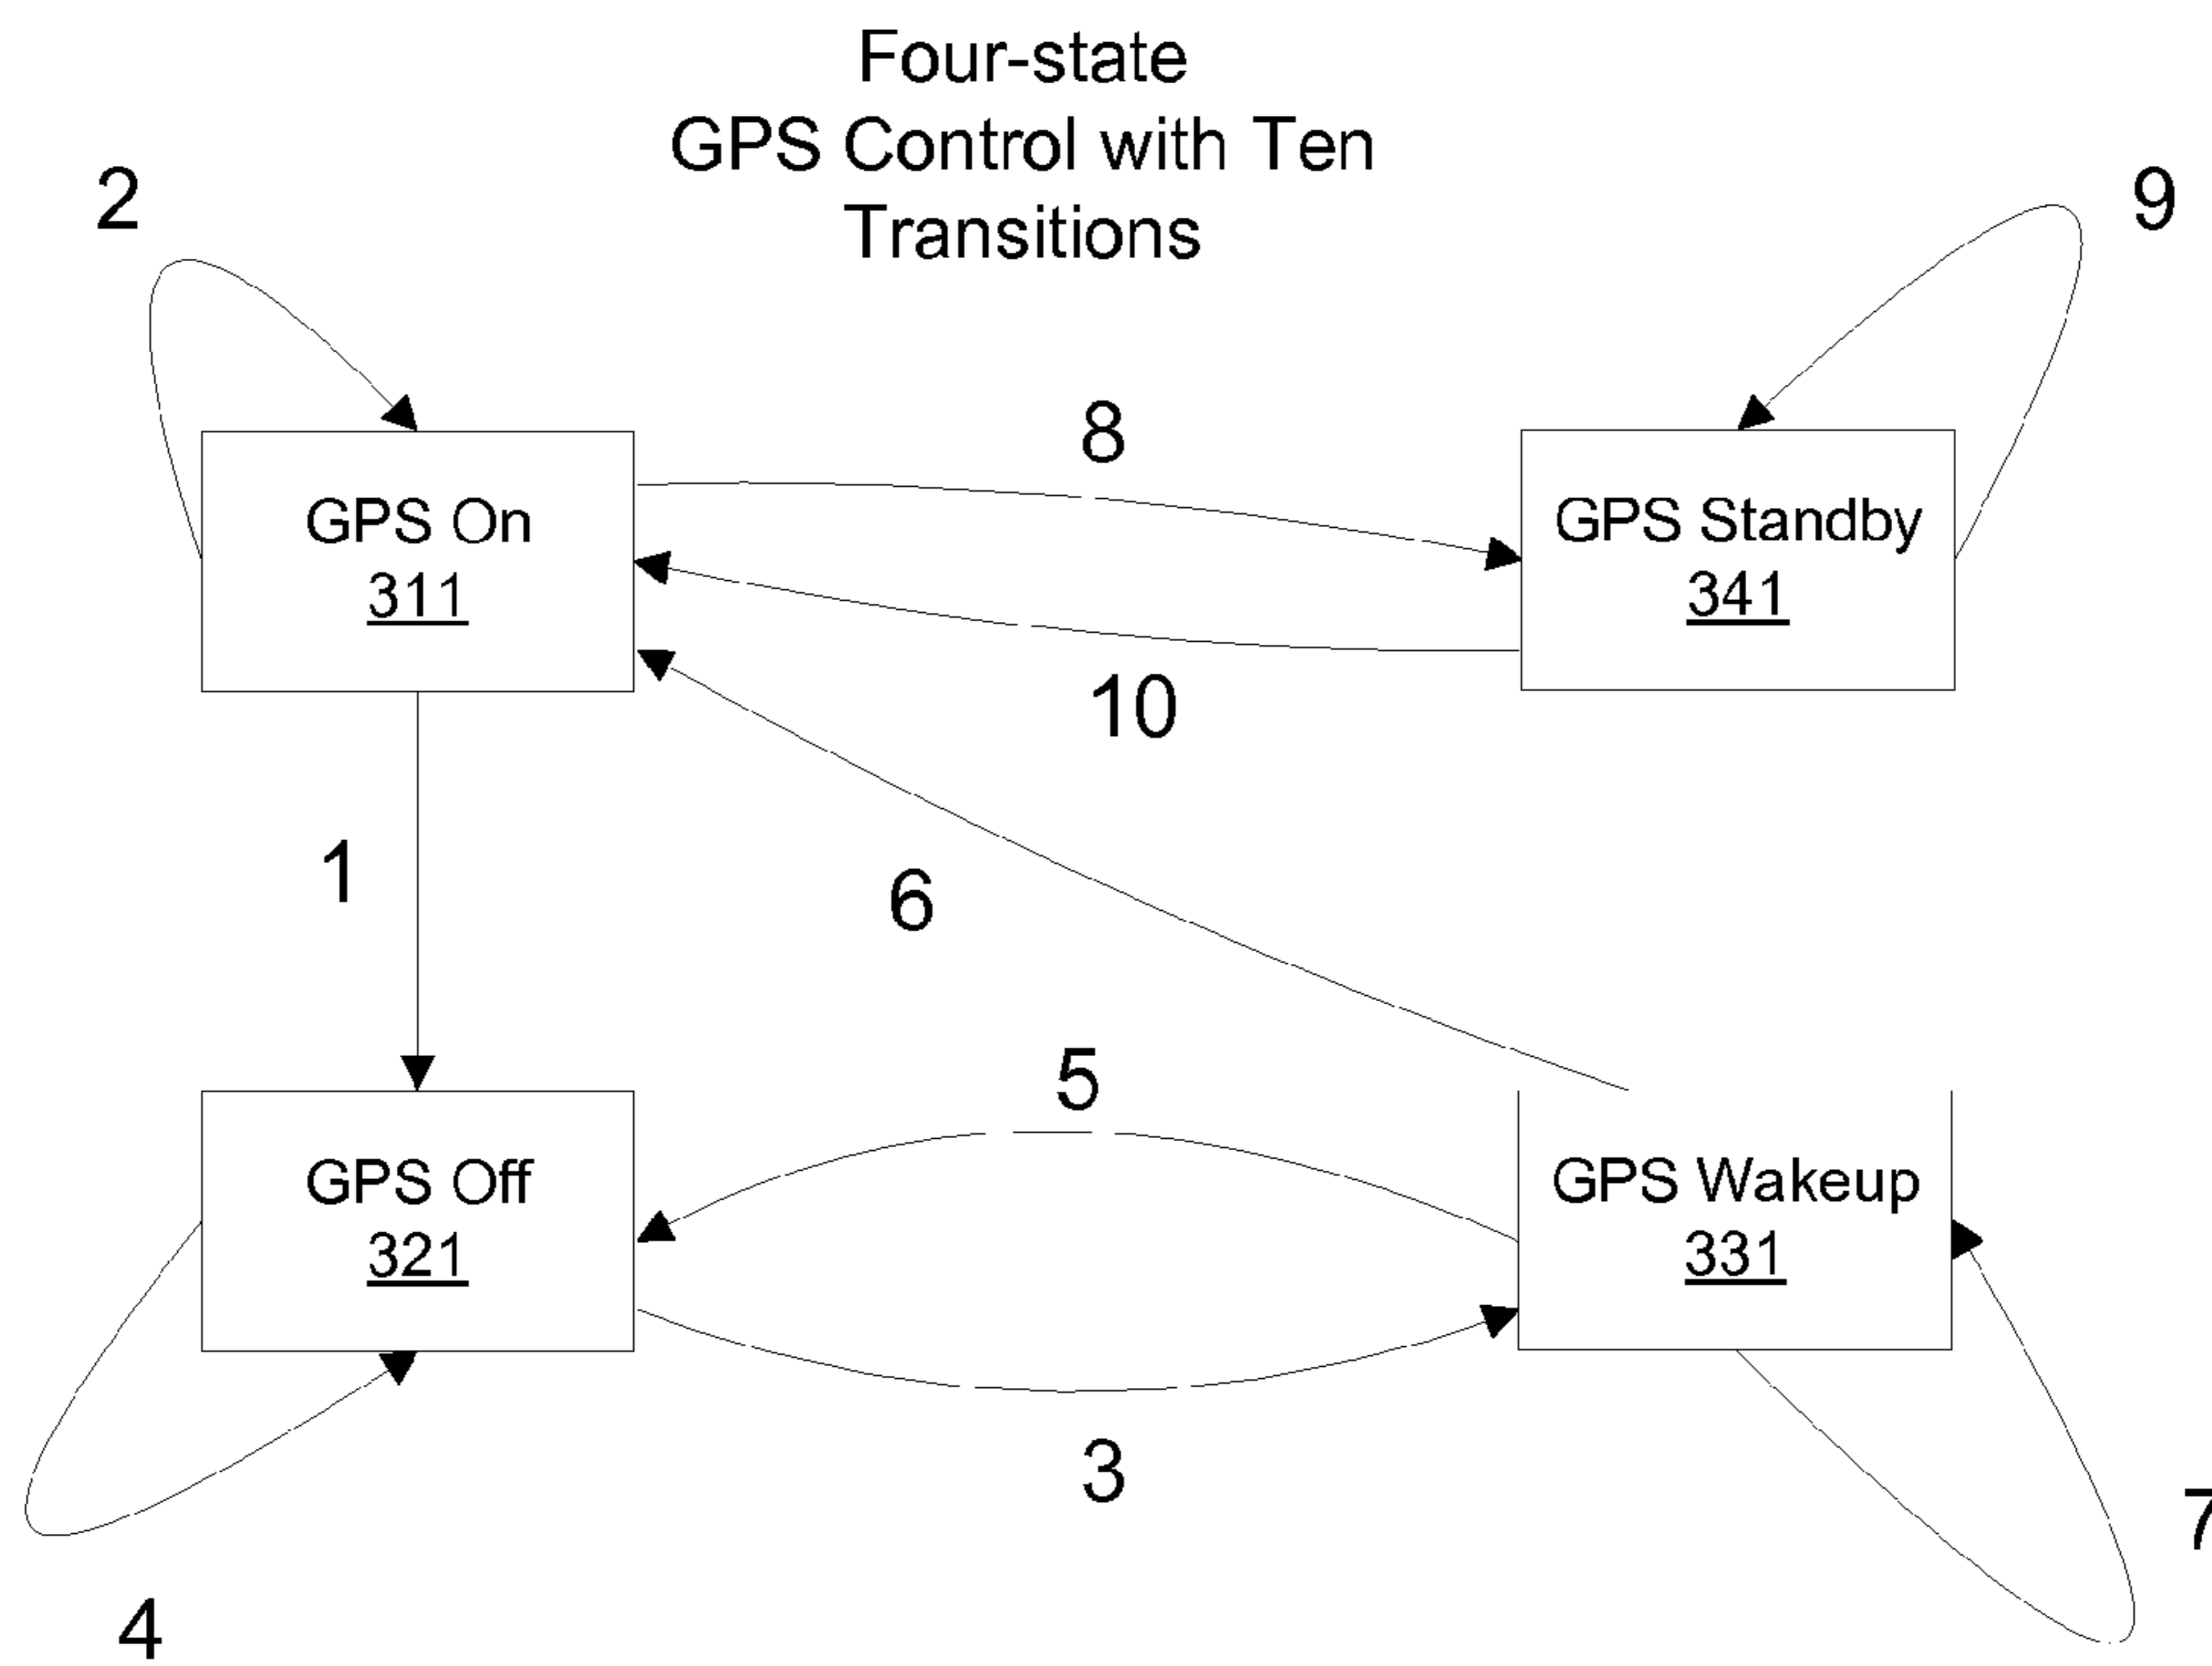 Four-state
GPS Control with Ten
Transitions
2
9
8
GPS On
311
GPS Standby
341
10
1
6
5
GPS Off
321
GPS Wakeup
331
3
7
4